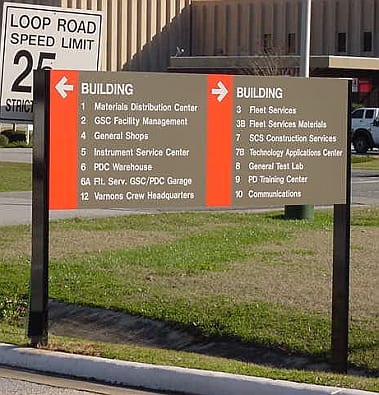 LOOP ROAD
SPEED LIMIT
25
BUILDING
1 Materials Distribution Center
2 GSC Facility Management
4 General Shops
5 Instrument Service Center
6 PDC Warehouse
6A Flt. Serv. GSC/PDC Garage
12 Varnons Crew Headquarters
BUILDING
3 Fleet Services
3B Fleet Services Materials
7 SCS Construction Services
7B Technology Applications Center
8 General Test Lab
9 PD Training Center
10 Communications